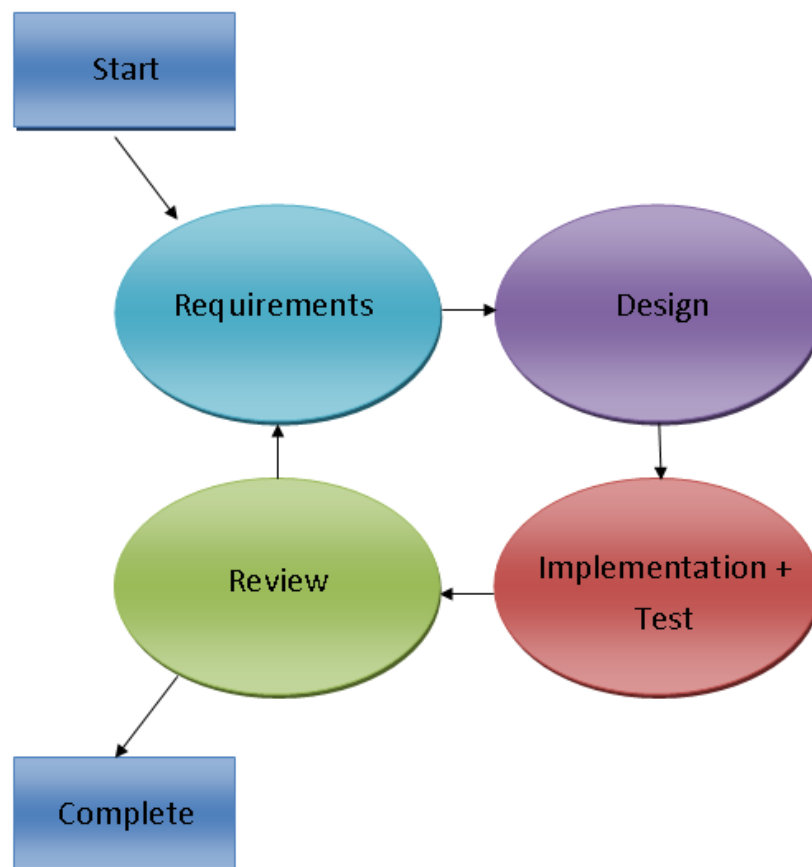 Start
Requirements
Design
Review
Implementation +
Test
Complete